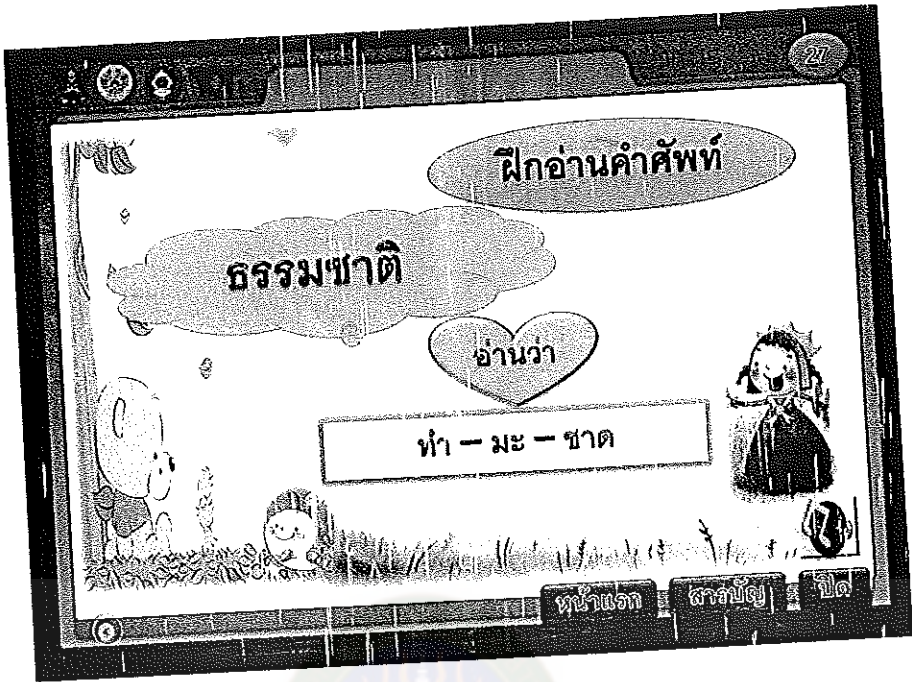 27
ฝึกอ่านคำศัพท์
ธรรมชาติ
อ่านว่า
ทำ – มะ – ชาด
หน้าแรก
สารบัญ
ปิด